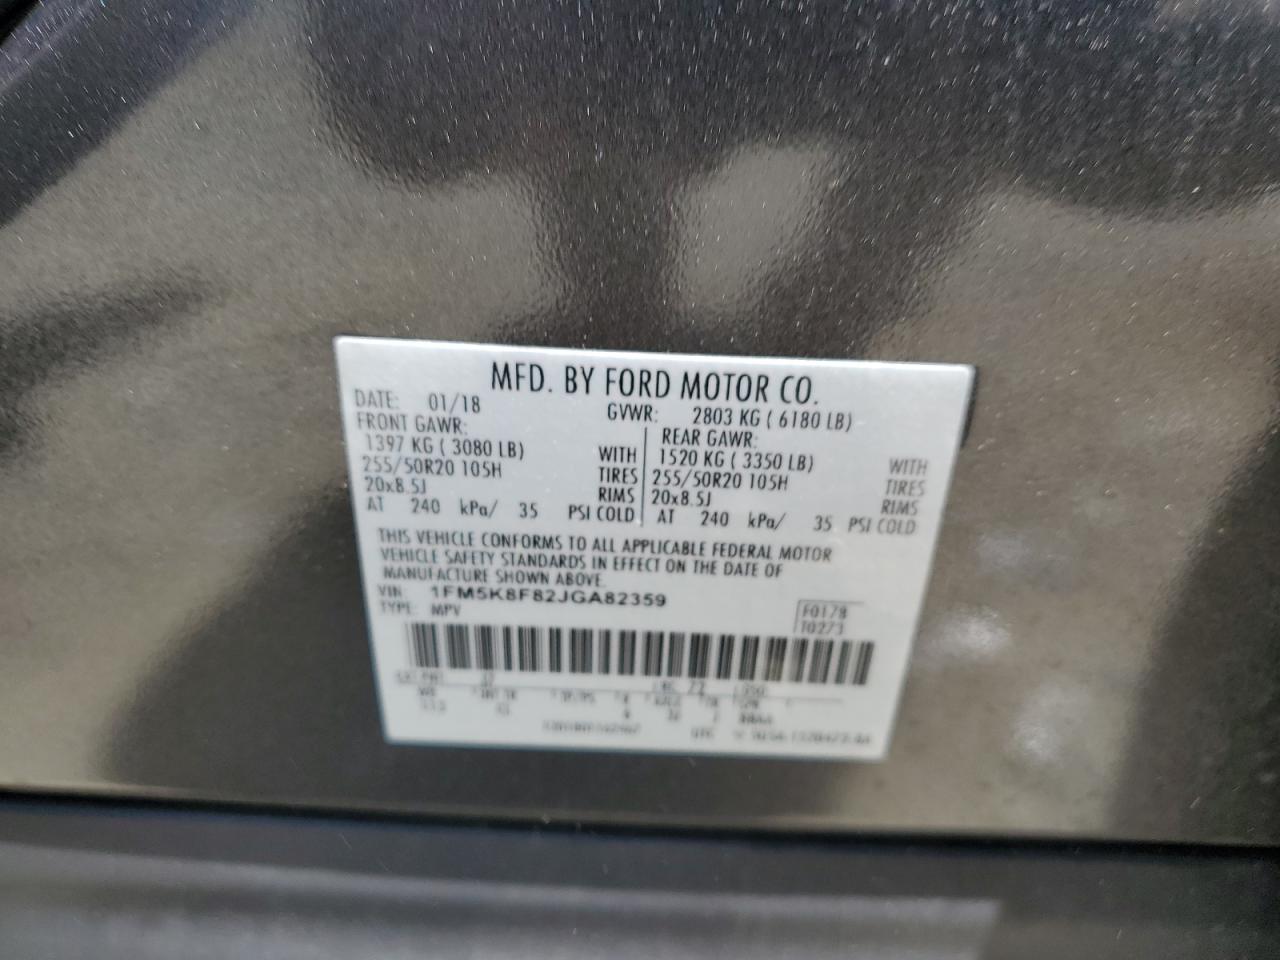 MFD. BY FORD MOTOR CO.
DATE: 01/18 GVWR: 2803 KG ( 6180 LB)
FRONT GAWR: REAR GAWR:
1397 KG ( 3080 LB) WITH 1520 KG ( 3350 LB) WITH
255/50R20 105H TIRES 255/50R20 105H TIRES
20x8.5J RIMS 20x8.5J RIMS
AT 240 kPa/ 35 PSI COLD AT 240 kPa/ 35 PSI COLD
THIS VEHICLE CONFORMS TO ALL APPLICABLE FEDERAL MOTOR
VEHICLE SAFETY STANDARDS IN EFFECT ON THE DATE OF
MANUFACTURE SHOWN ABOVE.
VIN: 1FM5K8F82JGA82359
TYPE: MPV F0178
T0273
EXT PNT: